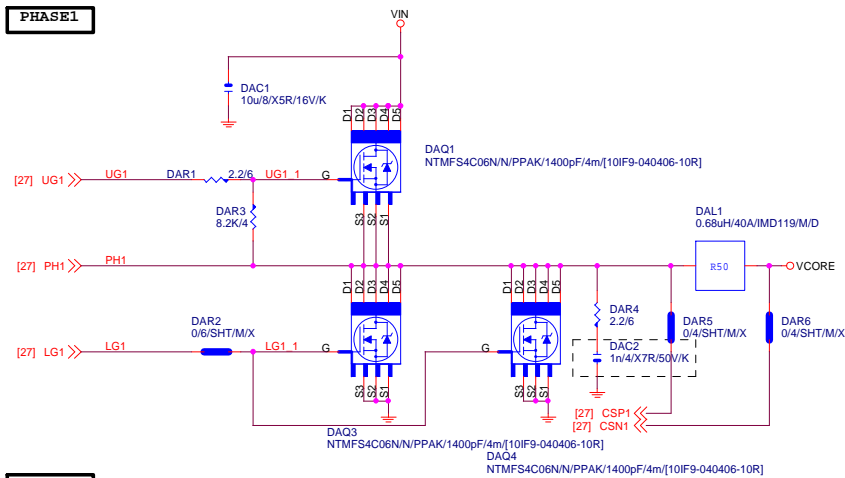 PHASE1
VIN
DAC1
10u/8/X5R/16V/K
D1 D2 D3 D4 D5
DAQ1
NTMFS4C06N/N/PPAK/1400pF/4m/[10IF9-040406-10R]
[27] UG1 UG1 DAR1 2.2/6 UG1_1 G
S3 S2 S1
DAR3
8.2K/4
DAL1
0.68uH/40A/IMD119/M/D
[27] PH1 PH1
R50 VCORE
D1 D2 D3 D4 D5 D1 D2 D3 D4 D5
DAR2
0/6/SHT/M/X
DAR4
2.2/6
DAR5
0/4/SHT/M/X
DAR6
0/4/SHT/M/X
[27] LG1 LG1 LG1_1 G G
DAC2
1n/4/X7R/50V/K
S3 S2 S1 S3 S2 S1
[27] CSP1
[27] CSN1
DAQ3
NTMFS4C06N/N/PPAK/1400pF/4m/[10IF9-040406-10R]
DAQ4
NTMFS4C06N/N/PPAK/1400pF/4m/[10IF9-040406-10R]